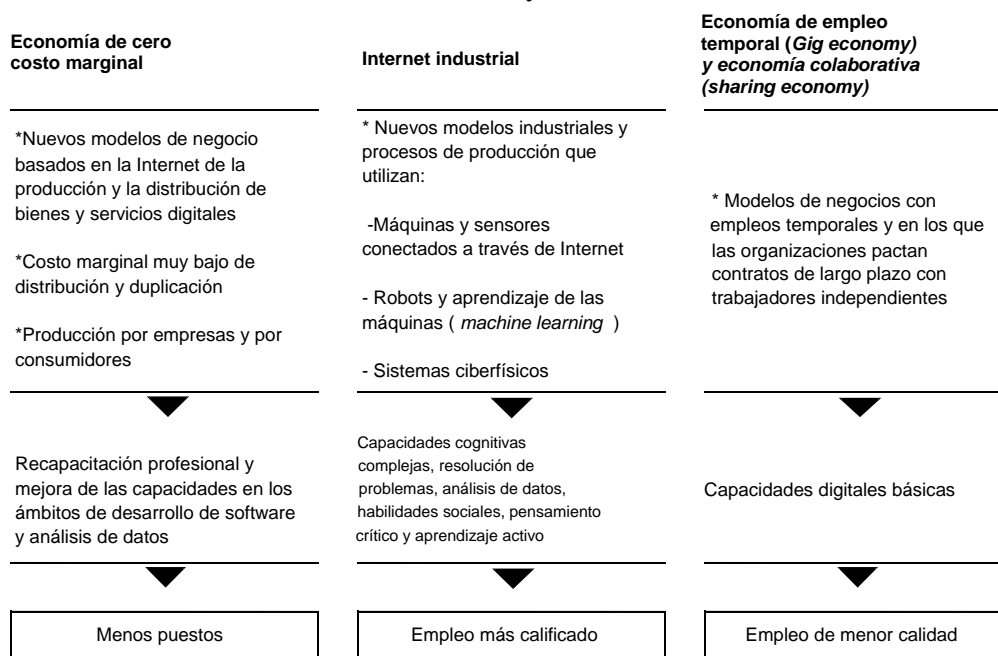 Economía de cero
costo marginal
*Nuevos modelos de negocio
basados en la Internet de la
producción y la distribución de
bienes y servicios digitales
*Costo marginal muy bajo de
distribución y duplicación
*Producción por empresas y por
consumidores
Recapacitación profesional y
mejora de las capacidades en los
ámbitos de desarrollo de software
y análisis de datos
Menos puestos
Internet industrial
* Nuevos modelos industriales y
procesos de producción que
utilizan:
-Máquinas y sensores
conectados a través de Internet
- Robots y aprendizaje de las
máquinas ( machine learning )
- Sistemas ciberfísicos
Capacidades cognitivas
complejas, resolución de
problemas, análisis de datos,
habilidades sociales, pensamiento
crítico y aprendizaje activo
Empleo más calificado
Economía de empleo
temporal (Gig economy)
y economía colaborativa
(sharing economy)
* Modelos de negocios con
empleos temporales y en los que
las organizaciones pactan
contratos de largo plazo con
trabajadores independientes
Capacidades digitales básicas
Empleo de menor calidad